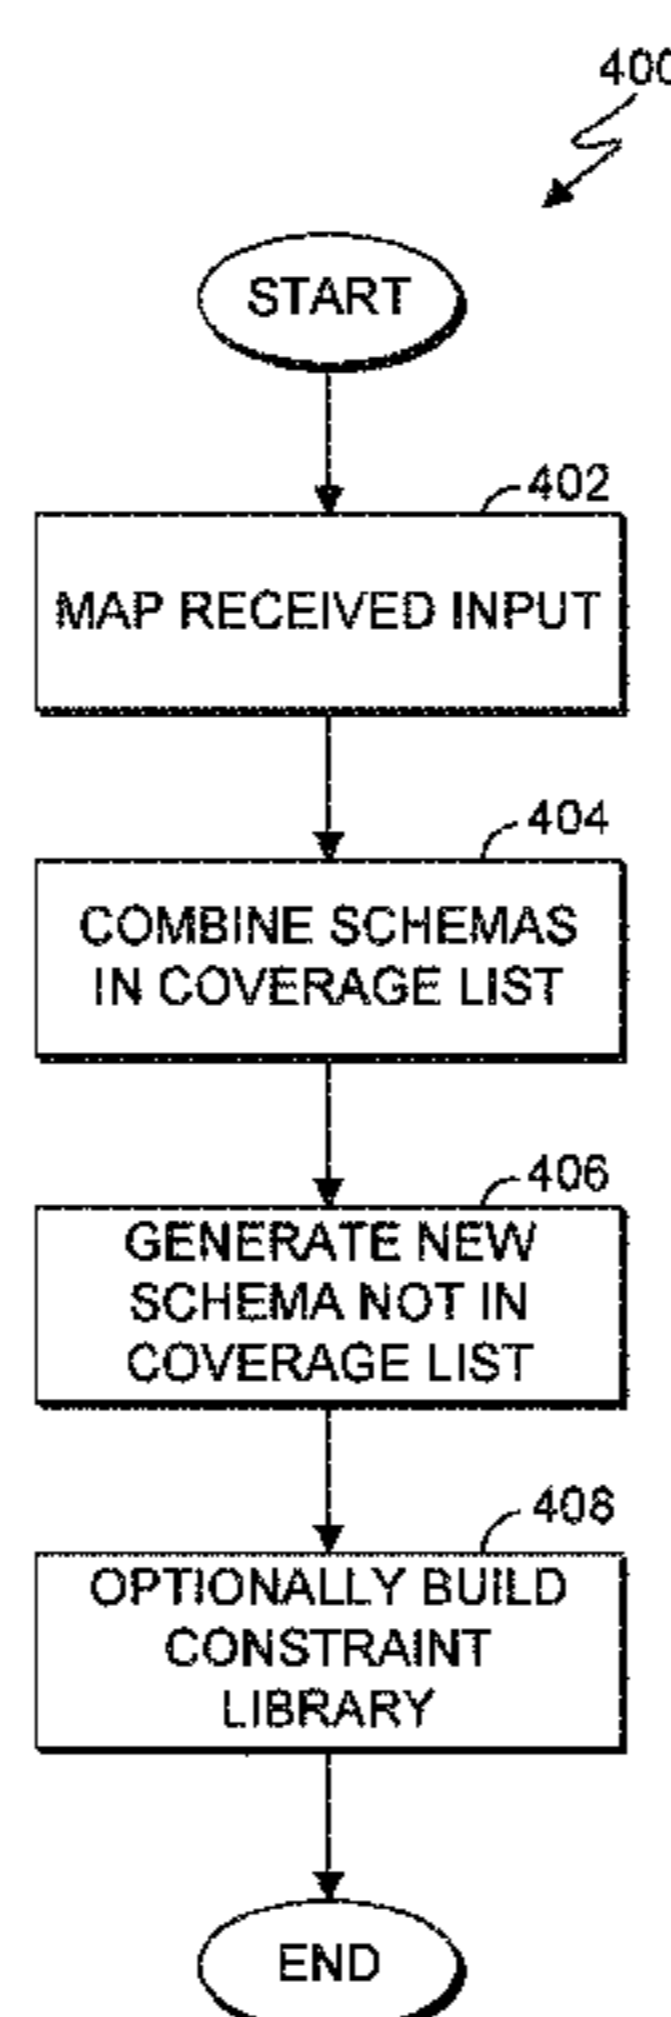 400
START
402
MAP RECEIVED INPUT
404
COMBINE SCHEMAS
IN COVERAGE LIST
406
GENERATE NEW
SCHEMA NOT IN
COVERAGE LIST
408
OPTIONALLY BUILD
CONSTRAINT
LIBRARY
END